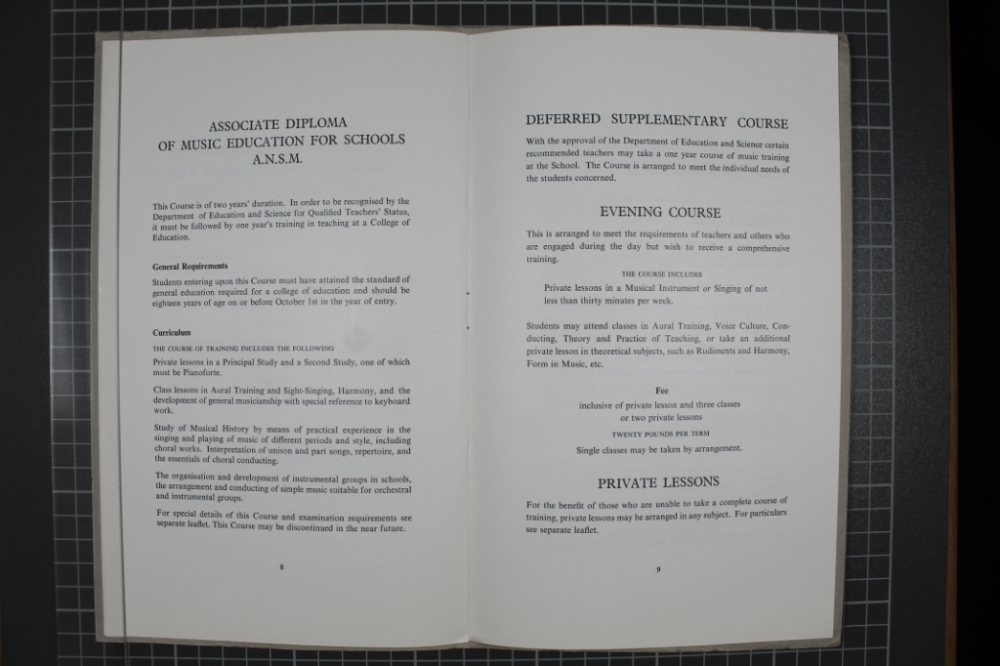 ASSOCIATE DIPLOMA
OF MUSIC EDUCATION FOR SCHOOLS
A.N.S.M.
This Course is of two years' duration. In order to be recognised by the
Department of Education and Science for Qualified Teachers' Status,
it must be followed by one year's training in teaching at a College of
Education.
General Requirements
Students entering upon this Course must have attained the standard of
general education required for a college of education and should be
eighteen years of age on or before October 1st in the year of entry.
Curriculum
THE COURSE OF TRAINING INCLUDES THE FOLLOWING
Private lessons in a Principal Study and a Second Study, one of which
must be Pianoforte.
Class lessons in Aural Training and Sight-Singing, Harmony, and the
development of general musicianship with special reference to keyboard
work.
Study of Musical History by means of practical experience in the
singing and playing of music of different periods and style, including
choral works. Interpretation of unison and part songs, repertoire, and
the essentials of choral conducting.
The organisation and development of instrumental groups in schools,
the arrangement and conducting of simple music suitable for orchestral
and instrumental groups.
For special details of this Course and examination requirements see
separate leaflet. This Course may be discontinued in the near future.
8
DEFERRED SUPPLEMENTARY COURSE
With the approval of the Department of Education and Science certain
recommended teachers may take a one year course of music training
at the School. The Course is arranged to meet the individual needs of
the students concerned.
EVENING COURSE
This is arranged to meet the requirements of teachers and others who
are engaged during the day but wish to receive a comprehensive
training.
THE COURSE INCLUDES
Private lessons in a Musical Instrument or Singing of not
less than thirty minutes per week.
Students may attend classes in Aural Training, Voice Culture, Con-
ducting, Theory and Practice of Teaching, or take an additional
private lesson in theoretical subjects, such as Rudiments and Harmony,
Form in Music, etc.
Fee
inclusive of private lesson and three classes
or two private lessons
TWENTY POUNDS PER TERM
Single classes may be taken by arrangement.
PRIVATE LESSONS
For the benefit of those who are unable to take a complete course of
training, private lessons may be arranged in any subject. For particulars
see separate leaflet.
9